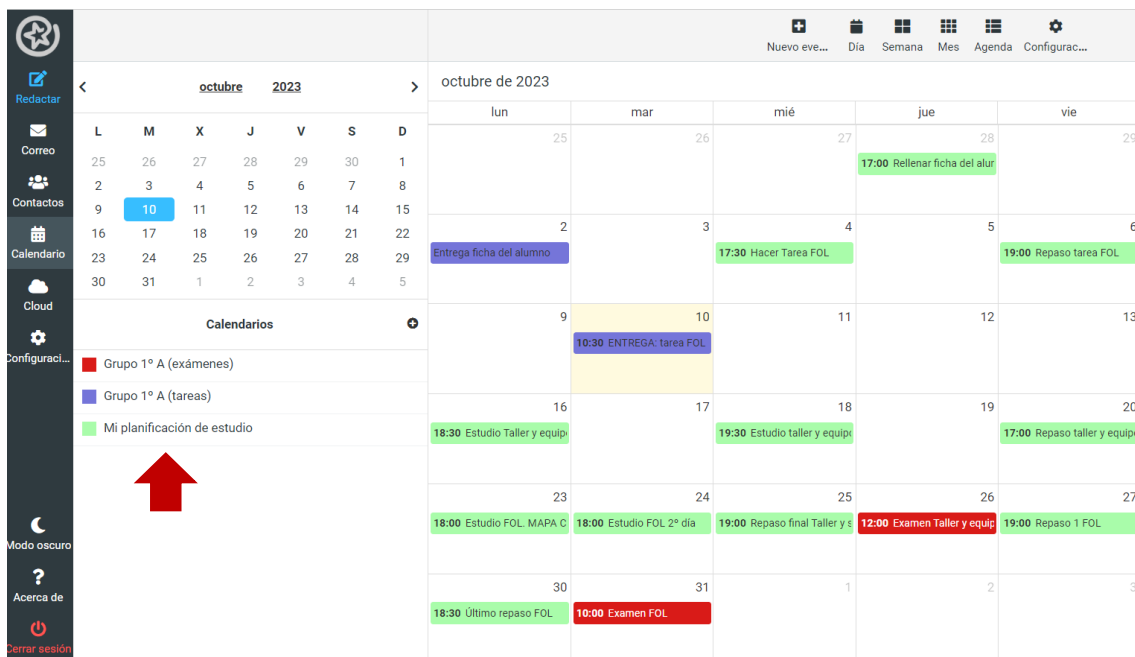 Nuevo eve...
Día
Semana
Mes
Agenda
Configurac...
Redactar
Correo
Contactos
Calendario
Cloud
Configuraci...
Modo oscuro
Acerca de
Cerrar sesión
octubre 2023
L M X J V S D
25 26 27 28 29 30 1
2 3 4 5 6 7 8
9 10 11 12 13 14 15
16 17 18 19 20 21 22
23 24 25 26 27 28 29
30 31 1 2 3 4 5
Calendarios
Grupo 1º A (exámenes)
Grupo 1º A (tareas)
Mi planificación de estudio
octubre de 2023
lun mar mié jue vie
25 26 27 28 29
17:00 Rellenar ficha del alur
2 3 4 5 6
Entrega ficha del alumno
17:30 Hacer Tarea FOL
19:00 Repaso tarea FOL
9 10 11 12 13
10:30 ENTREGA: tarea FOL
16 17 18 19 20
18:30 Estudio Taller y equip
19:30 Estudio taller y equip
17:00 Repaso taller y equip
23 24 25 26 27
18:00 Estudio FOL. MAPA C
18:00 Estudio FOL 2º día
19:00 Repaso final Taller y s
12:00 Examen Taller y equip
19:00 Repaso 1 FOL
30 31 1 2 3
18:30 Último repaso FOL
10:00 Examen FOL